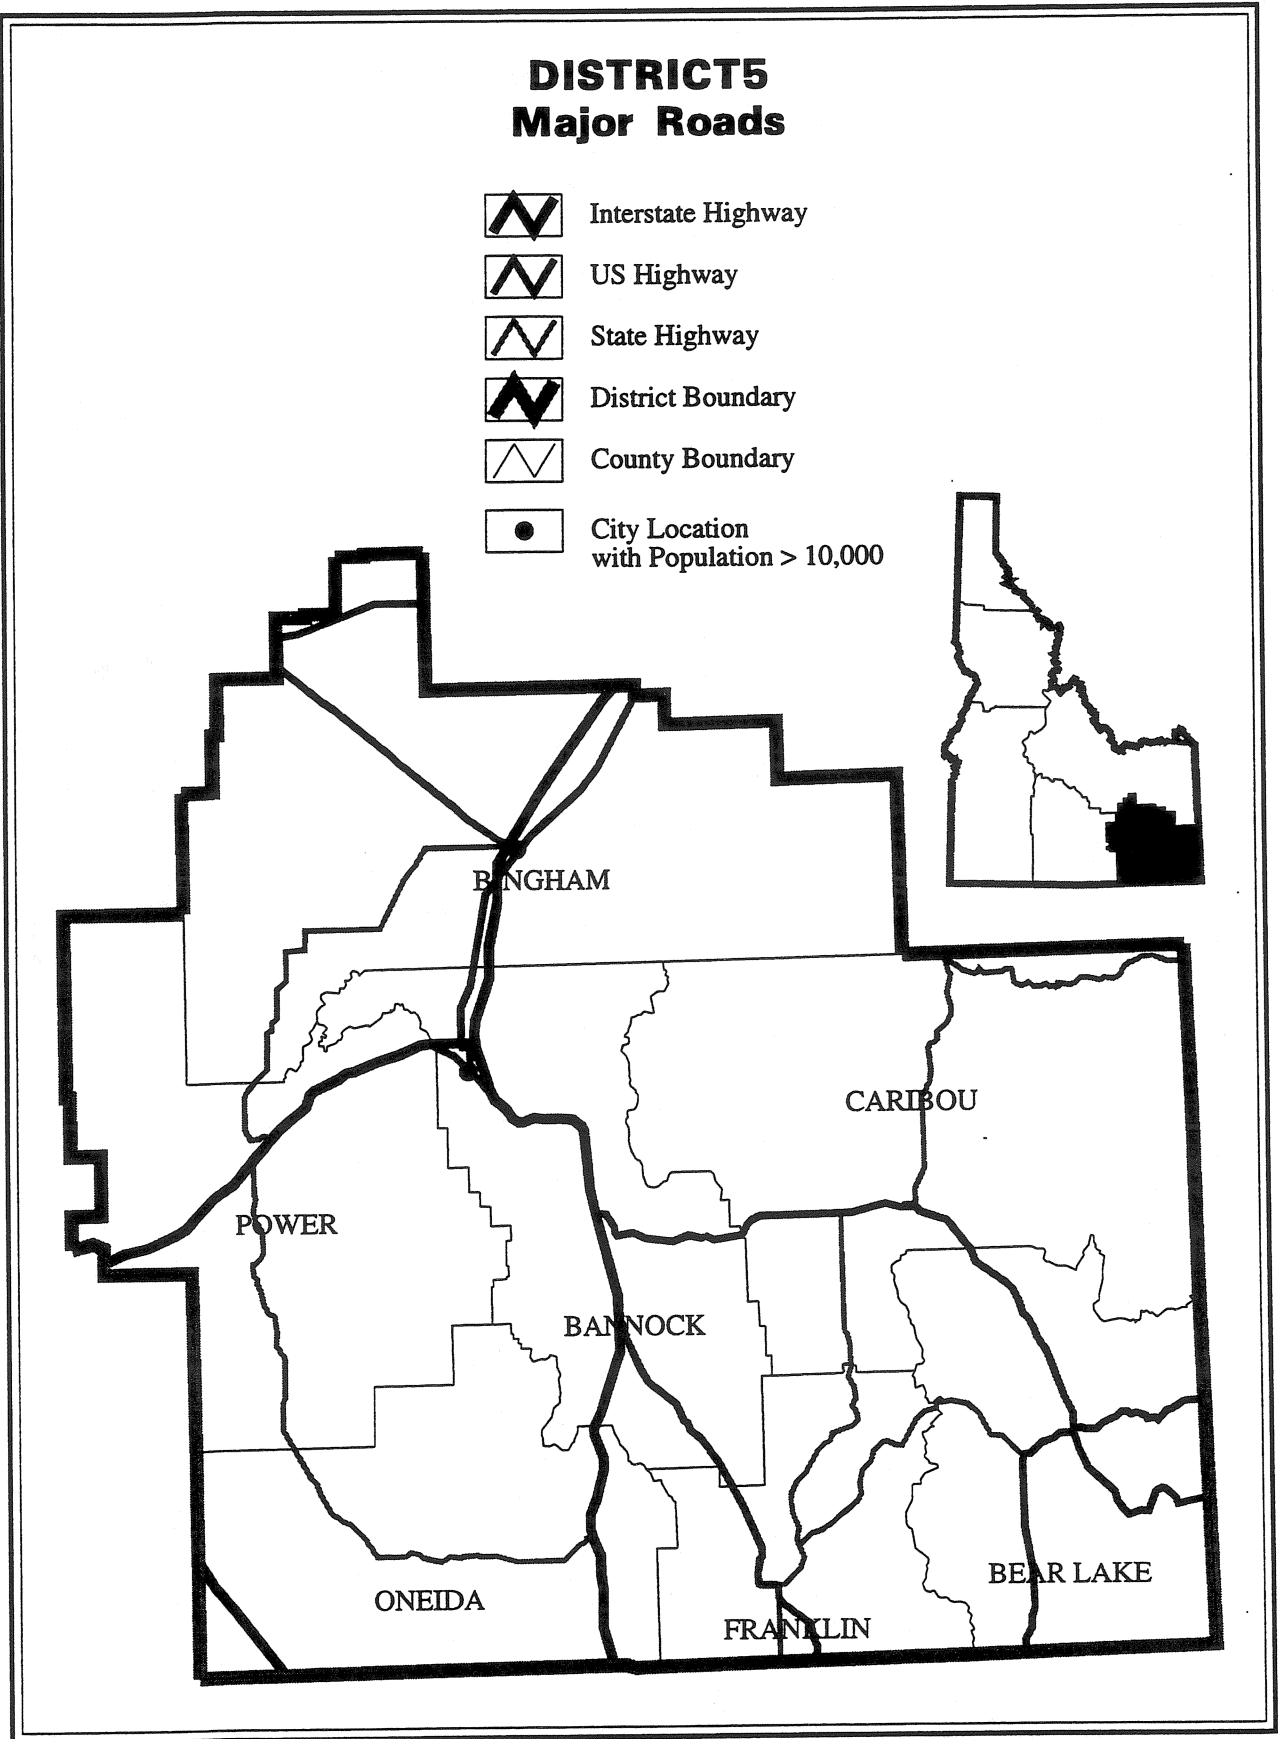 DISTRICT5
Major Roads
Interstate Highway
US Highway
State Highway
District Boundary
County Boundary
City Location
with Population > 10,000
BINGHAM
CARIBOU
POWER
BANNOCK
BEAR LAKE
ONEIDA
FRANKLIN